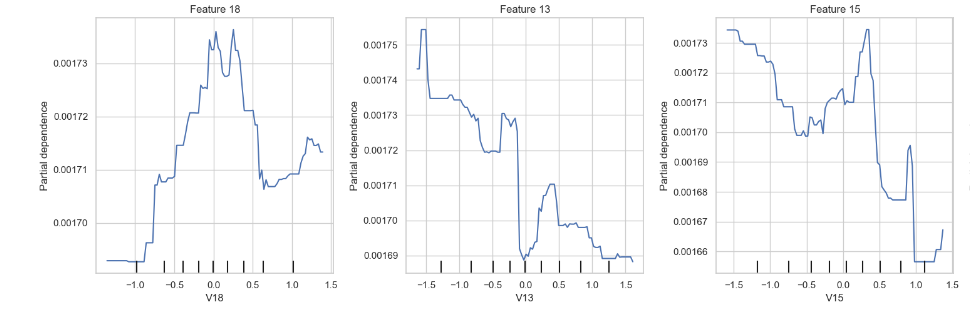 Feature 18
Partial dependence
0.00173
0.00172
0.00171
0.00170
−1.0 −0.5 0.0 0.5 1.0 1.5
V18
Feature 13
Partial dependence
0.00175
0.00174
0.00173
0.00172
0.00171
0.00170
0.00169
−1.5 −1.0 −0.5 0.0 0.5 1.0 1.5
V13
Feature 15
Partial dependence
0.00173
0.00172
0.00171
0.00170
0.00169
0.00168
0.00167
0.00166
−1.5 −1.0 −0.5 0.0 0.5 1.0 1.5
V15